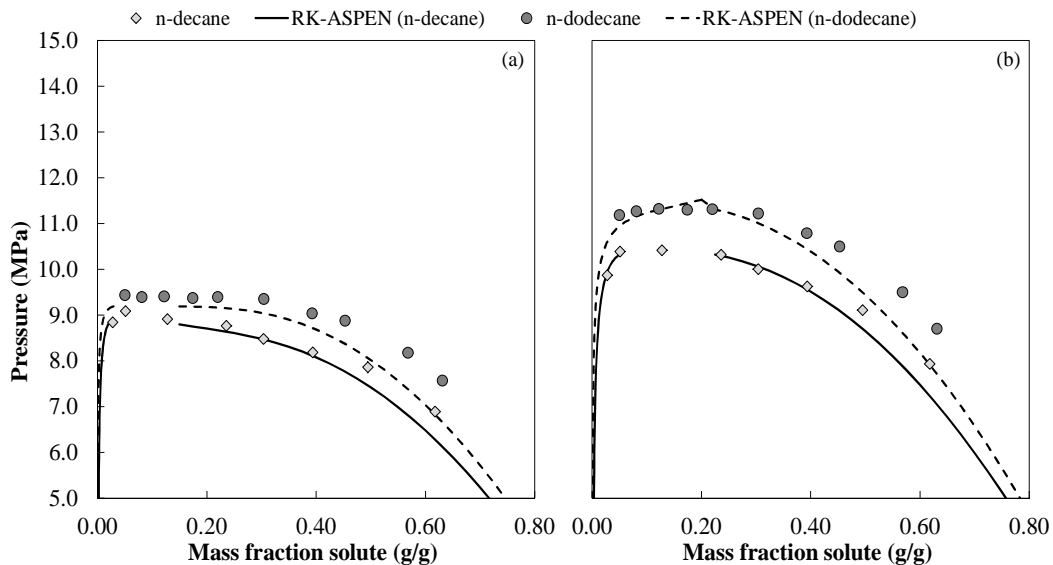 n-decane RK-ASPEN (n-decane) n-dodecane RK-ASPEN (n-dodecane)
15.0
14.0
13.0
12.0
11.0
10.0
9.0
8.0
7.0
6.0
5.0
Pressure (MPa)
(a)
0.00 0.20 0.40 0.60 0.80
Mass fraction solute (g/g)
(b)
0.00 0.20 0.40 0.60 0.80
Mass fraction solute (g/g)